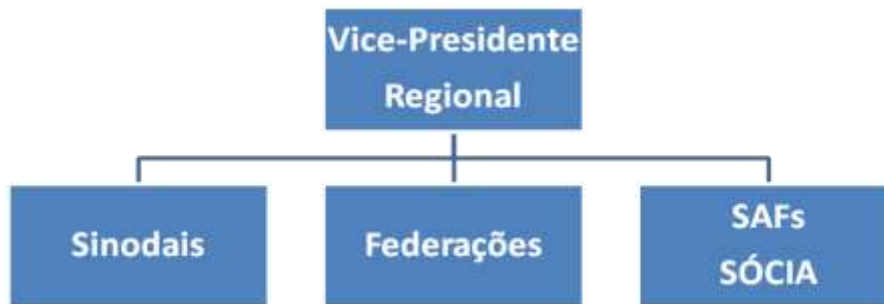 Vice-Presidente
Regional
Sinodais
Federações
SAFs
SÓCIA